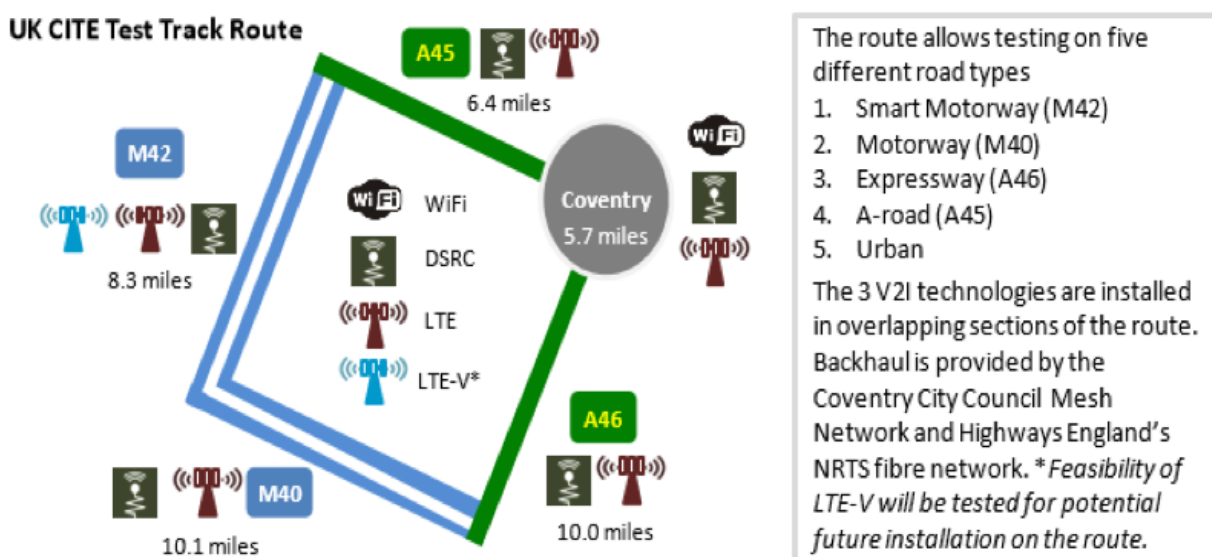 UK CITE Test Track Route
A45
6.4 miles
M42
8.3 miles
WiFi
WiFi
DSRC
LTE
LTE-V*
Coventry
5.7 miles
WiFi
A46
10.0 miles
M40
10.1 miles
The route allows testing on five
different road types
1. Smart Motorway (M42)
2. Motorway (M40)
3. Expressway (A46)
4. A-road (A45)
5. Urban
The 3 V2I technologies are installed
in overlapping sections of the route.
Backhaul is provided by the
Coventry City Council Mesh
Network and Highways England's
NRTS fibre network. *Feasibility of
LTE-V will be tested for potential
future installation on the route.